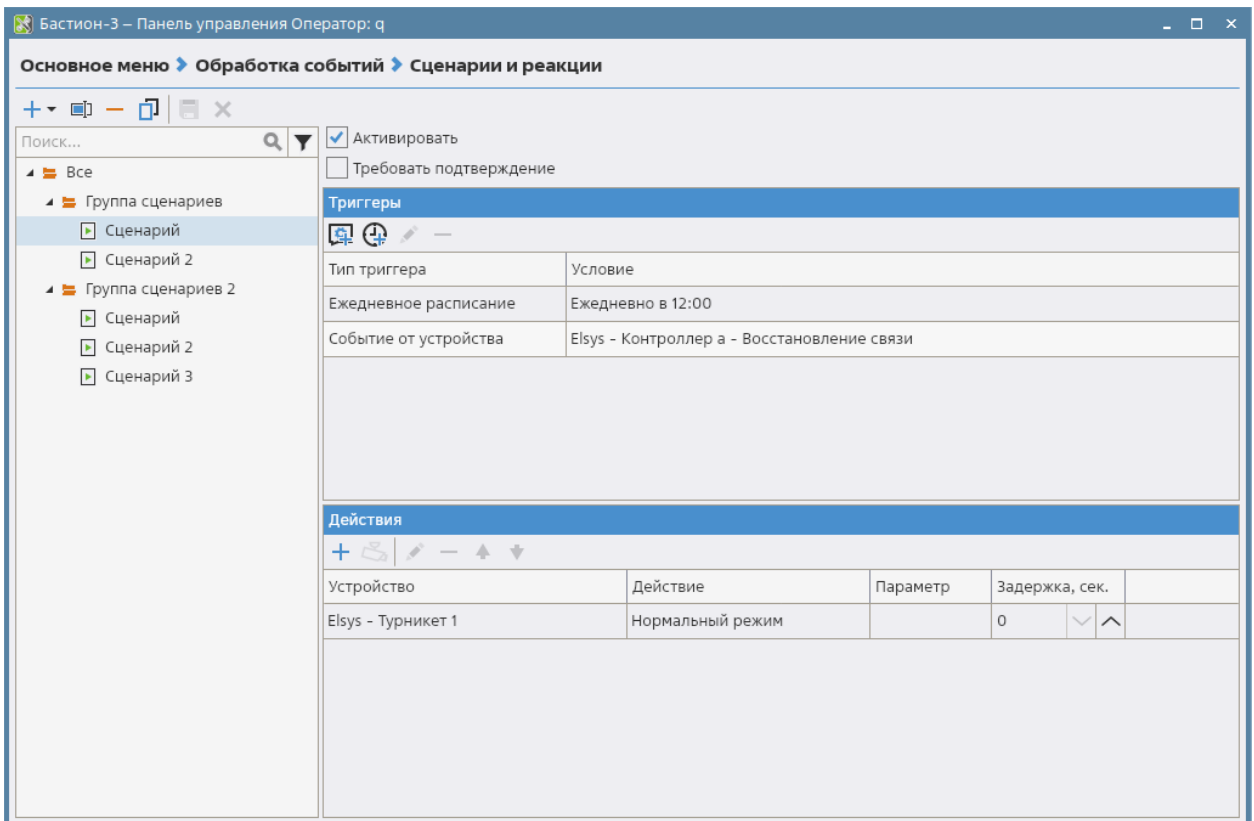 Бастион-3 – Панель управления Оператор: q
Основное меню Обработка событий Сценарии и реакции
Поиск...
Активировать
Требовать подтверждение
Все
Группа сценариев
Сценарий
Сценарий 2
Группа сценариев 2
Сценарий
Сценарий 2
Сценарий 3
Триггеры
Тип триггера Условие
Ежедневное расписание Ежедневно в 12:00
Событие от устройства Elsys - Контроллер а - Восстановление связи
Действия
Устройство Действие Параметр Задержка, сек.
Elsys - Турникет 1 Нормальный режим 0